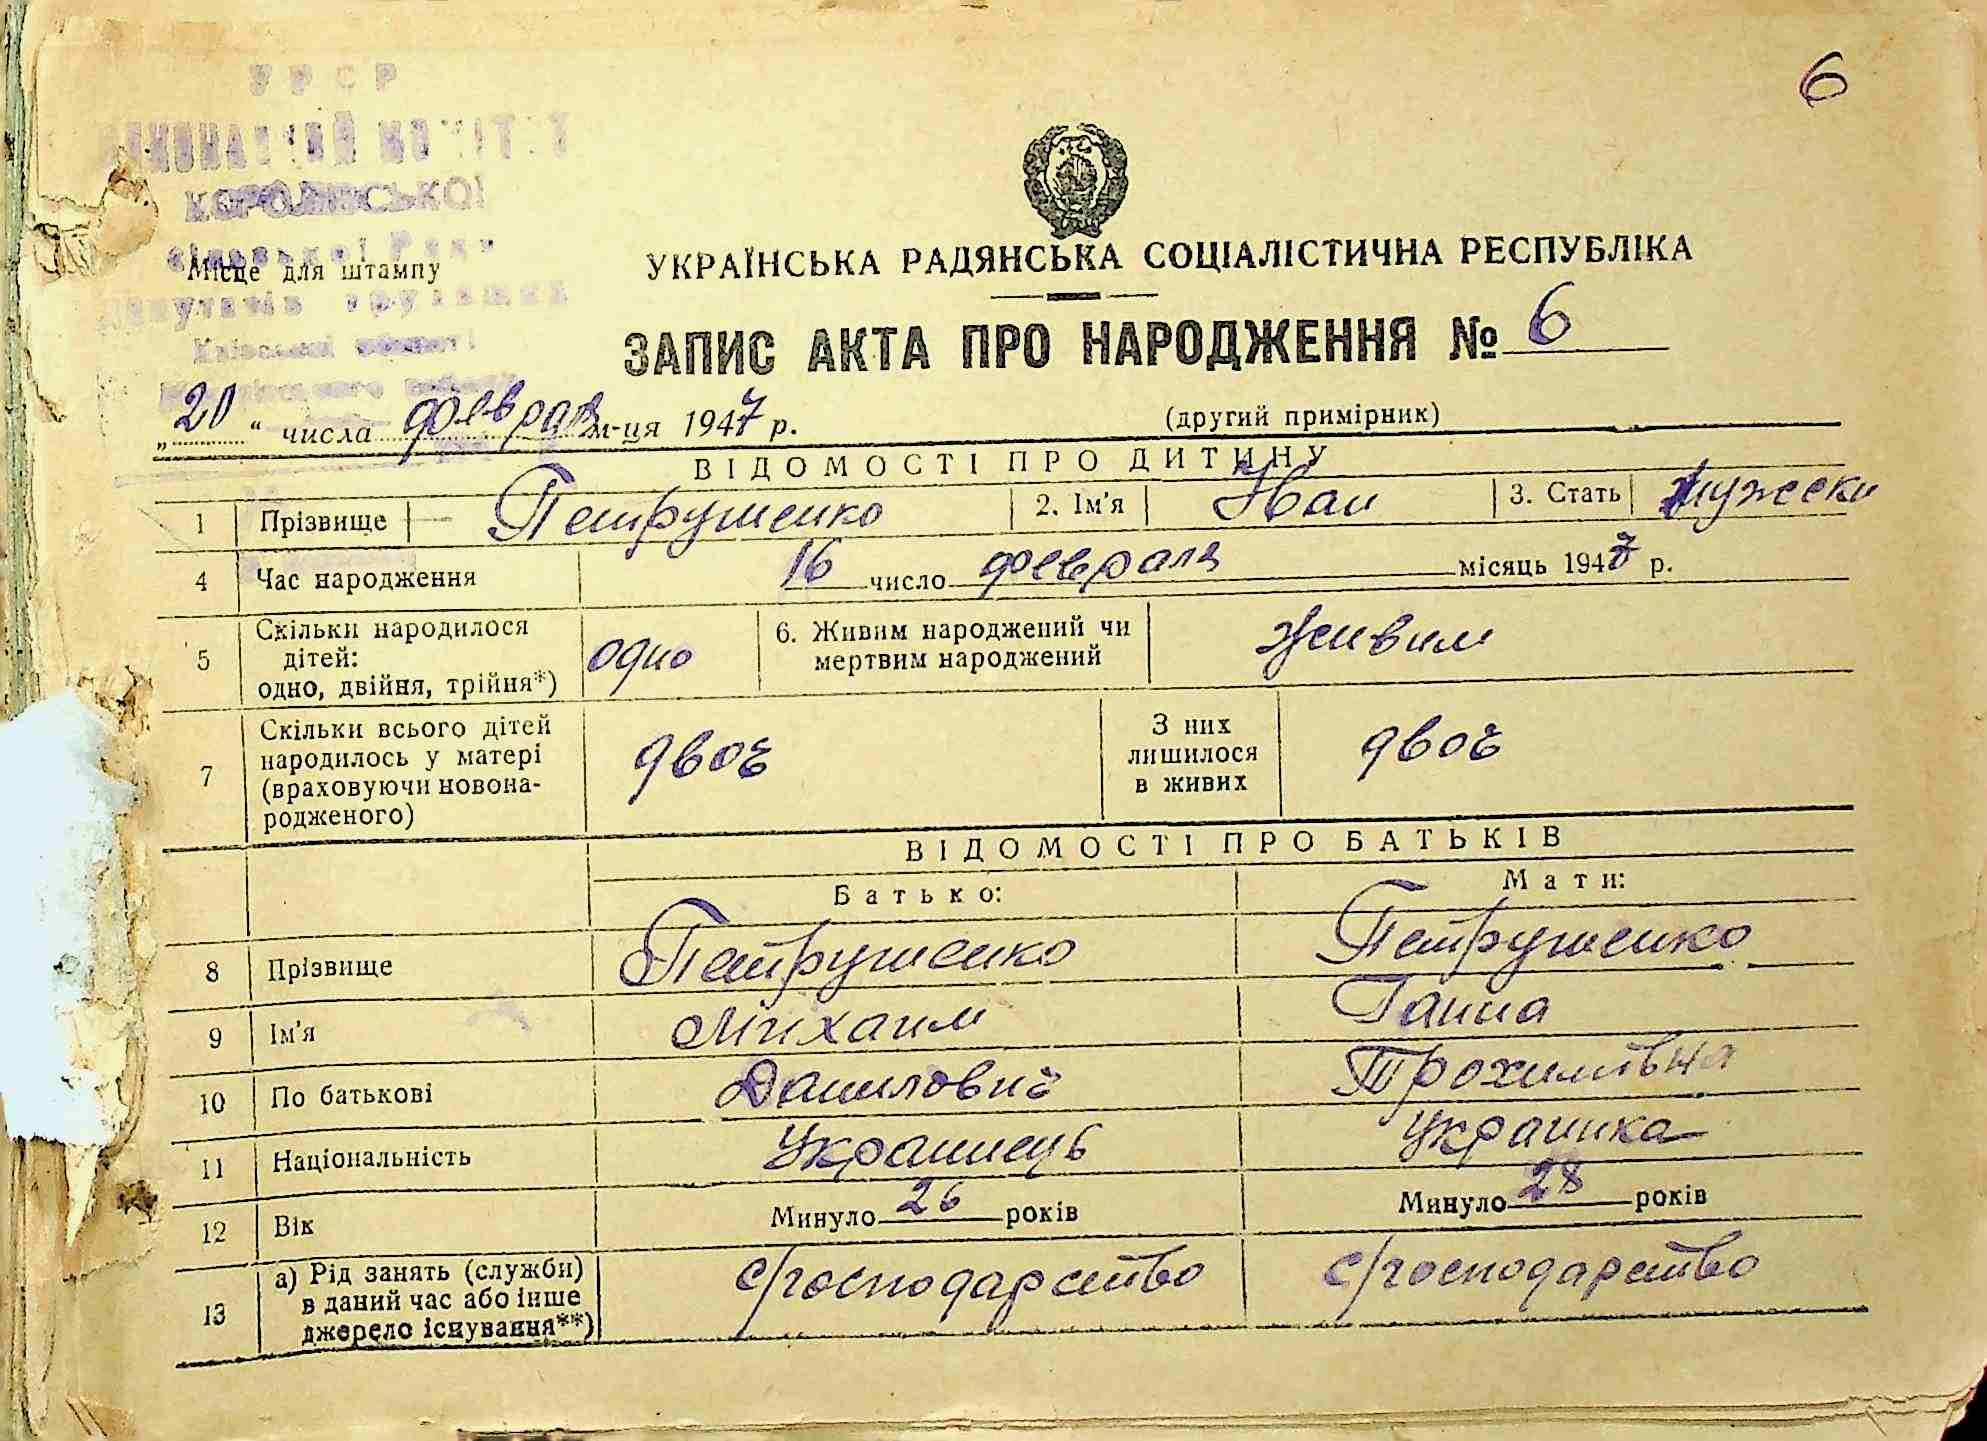 6
УРСР
сільської Ради
Місце для штампу
УКРАЇНСЬКА РАДЯНСЬКА СОЦІАЛІСТИЧНА РЕСПУБЛІКА
ЗАПИС АКТА ПРО НАРОДЖЕННЯ № 6
„20“ числа февраля м-ця 1947 р. (другий примірник)
ВІДОМОСТІ ПРО ДИТИНУ
1 Прізвище Петрушенко 2. Ім'я Иван 3. Стать мужески
4 Час народження 16 число февраля місяць 1947 р.
5 Скільки народилося дітей: одно, двійня, трійня*) одно 6. Живим народжений чи мертвим народжений живим
7 Скільки всього дітей народилось у матері (враховуючи новонародженого) двоє З них лишилося в живих двоє
ВІДОМОСТІ ПРО БАТЬКІВ
Батько: Мати:
8 Прізвище Петрушенко Петрушенко
9 Ім'я Михаил Ганна
10 По батькові Данилович Трохимівна
11 Національність Украинець Украинка
12 Вік Минуло 26 років Минуло 28 років
13 а) Рід занять (служби) в даний час або інше джерело існування**) с/господарство с/господарство